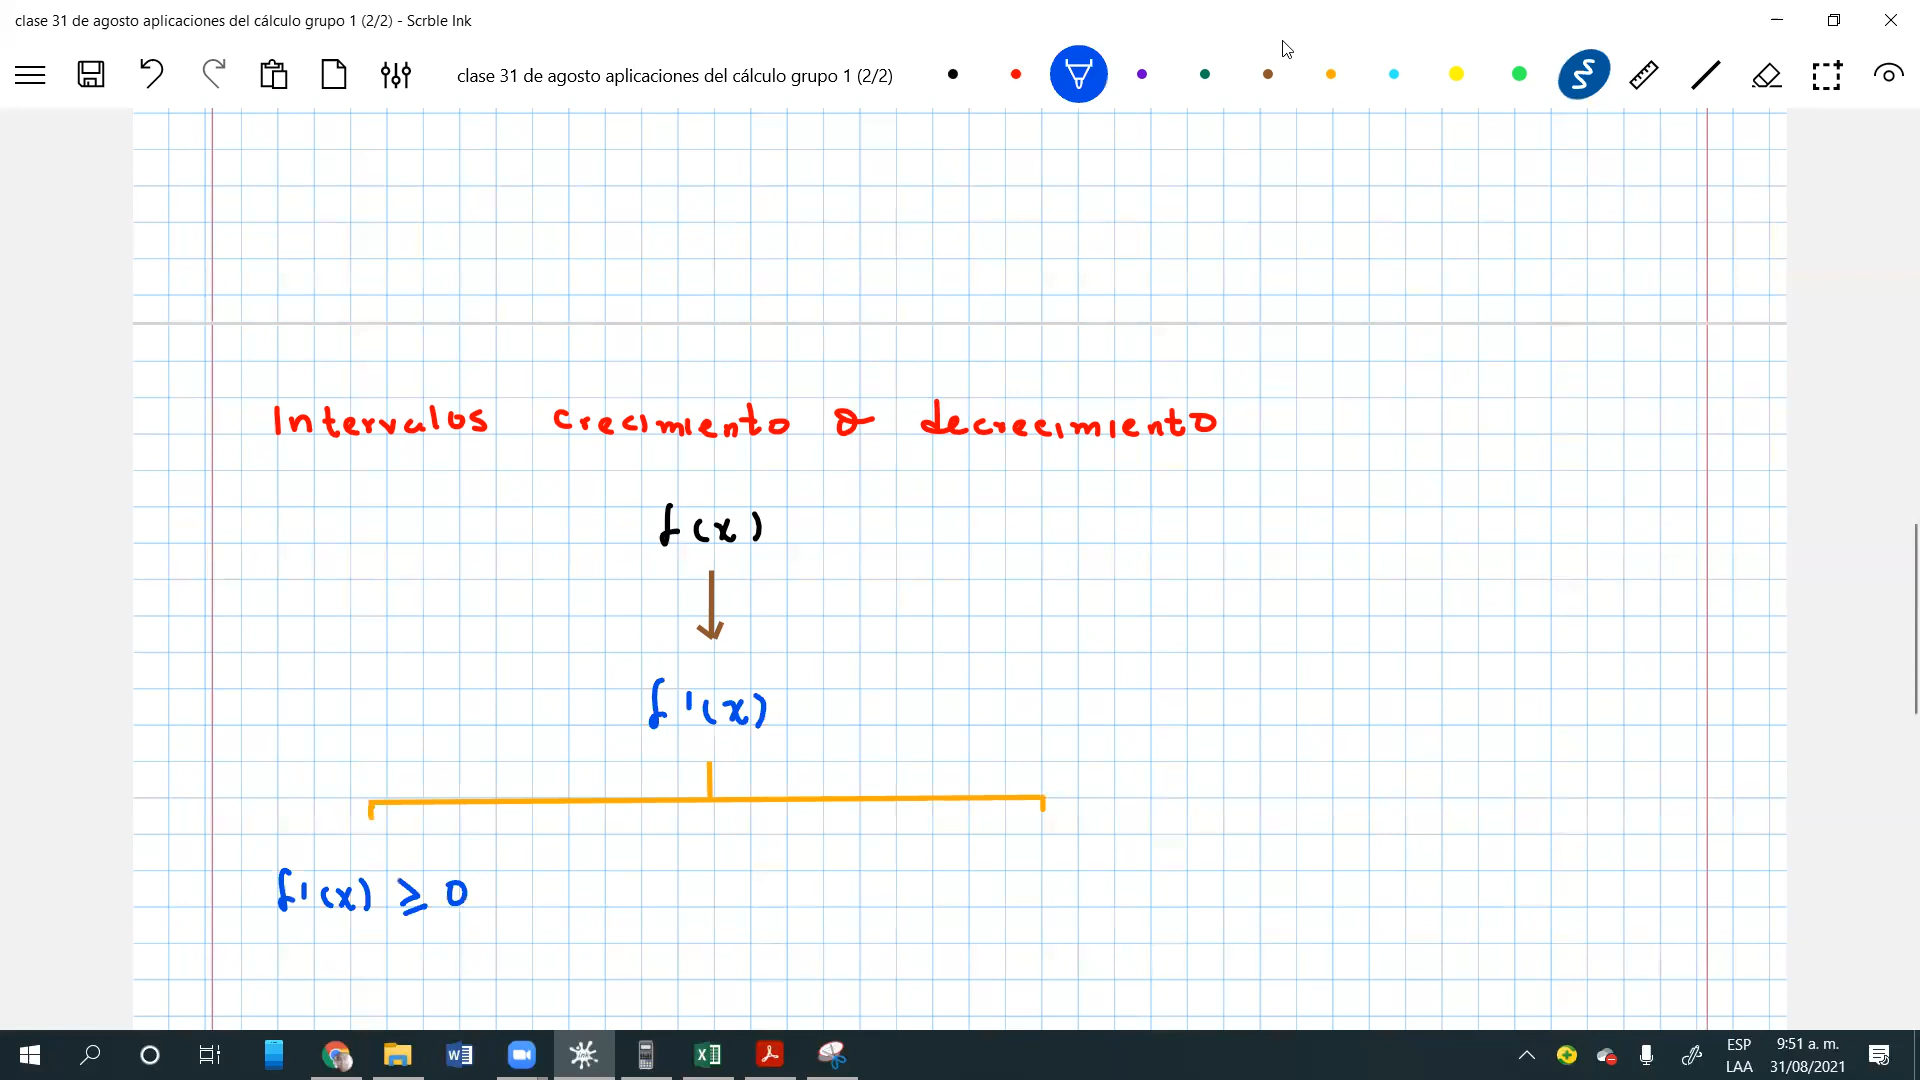 clase 31 de agosto aplicaciones del cálculo grupo 1 (2/2) - Scrble Ink
clase 31 de agosto aplicaciones del cálculo grupo 1 (2/2)
Intervalos crecimiento & decrecimiento
f(x)
f'(x)
f'(x) ≥ 0
ESP 9:51 a. m.
LAA 31/08/2021